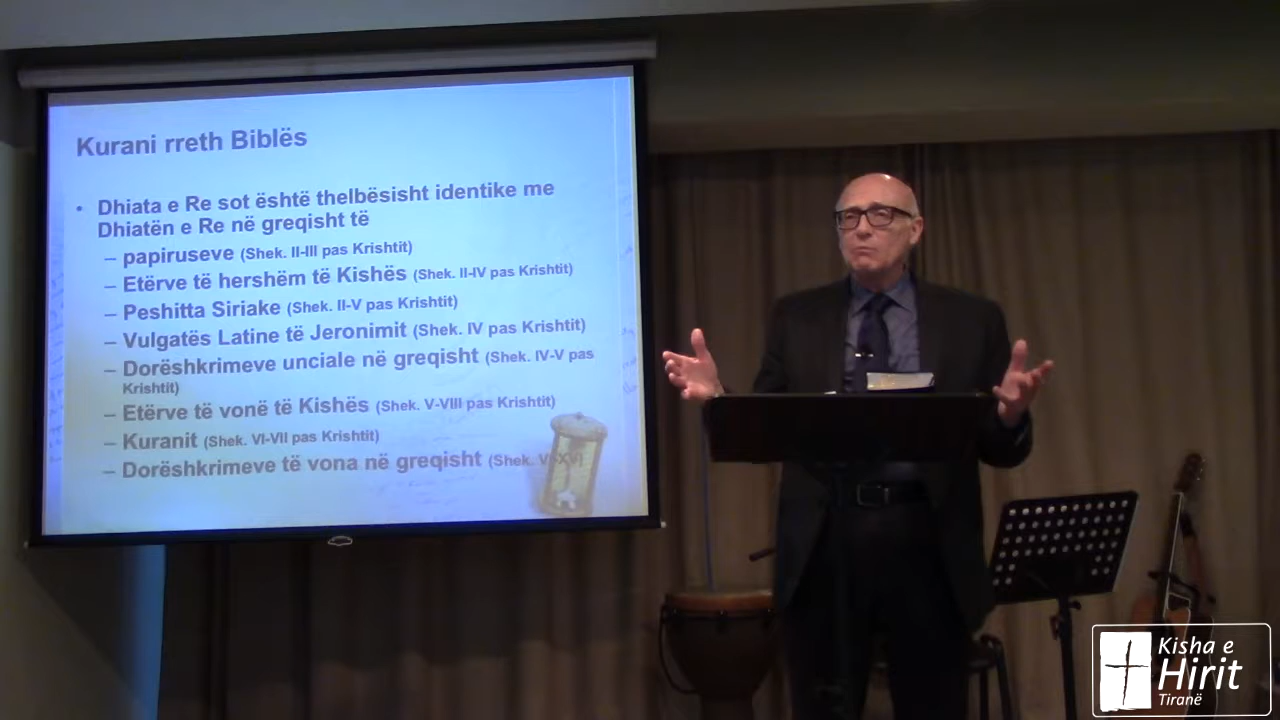 Kurani rreth Biblës
• Dhiata e Re sot është thelbësisht identike me
Dhiatën e Re në greqisht të
– papiruseve (Shek. II-III pas Krishtit)
– Etërve të hershëm të Kishës (Shek. II-IV pas Krishtit)
– Peshitta Siriake (Shek. II-V pas Krishtit)
– Vulgatës Latine të Jeronimit (Shek. IV pas Krishtit)
– Dorëshkrimeve unciale në greqisht (Shek. IV-V pas
Krishtit)
– Etërve të vonë të Kishës (Shek. V-VIII pas Krishtit)
– Kuranit (Shek. VI-VII pas Krishtit)
– Dorëshkrimeve të vona në greqisht (Shek.
Kisha e
Hirit
Tiranë